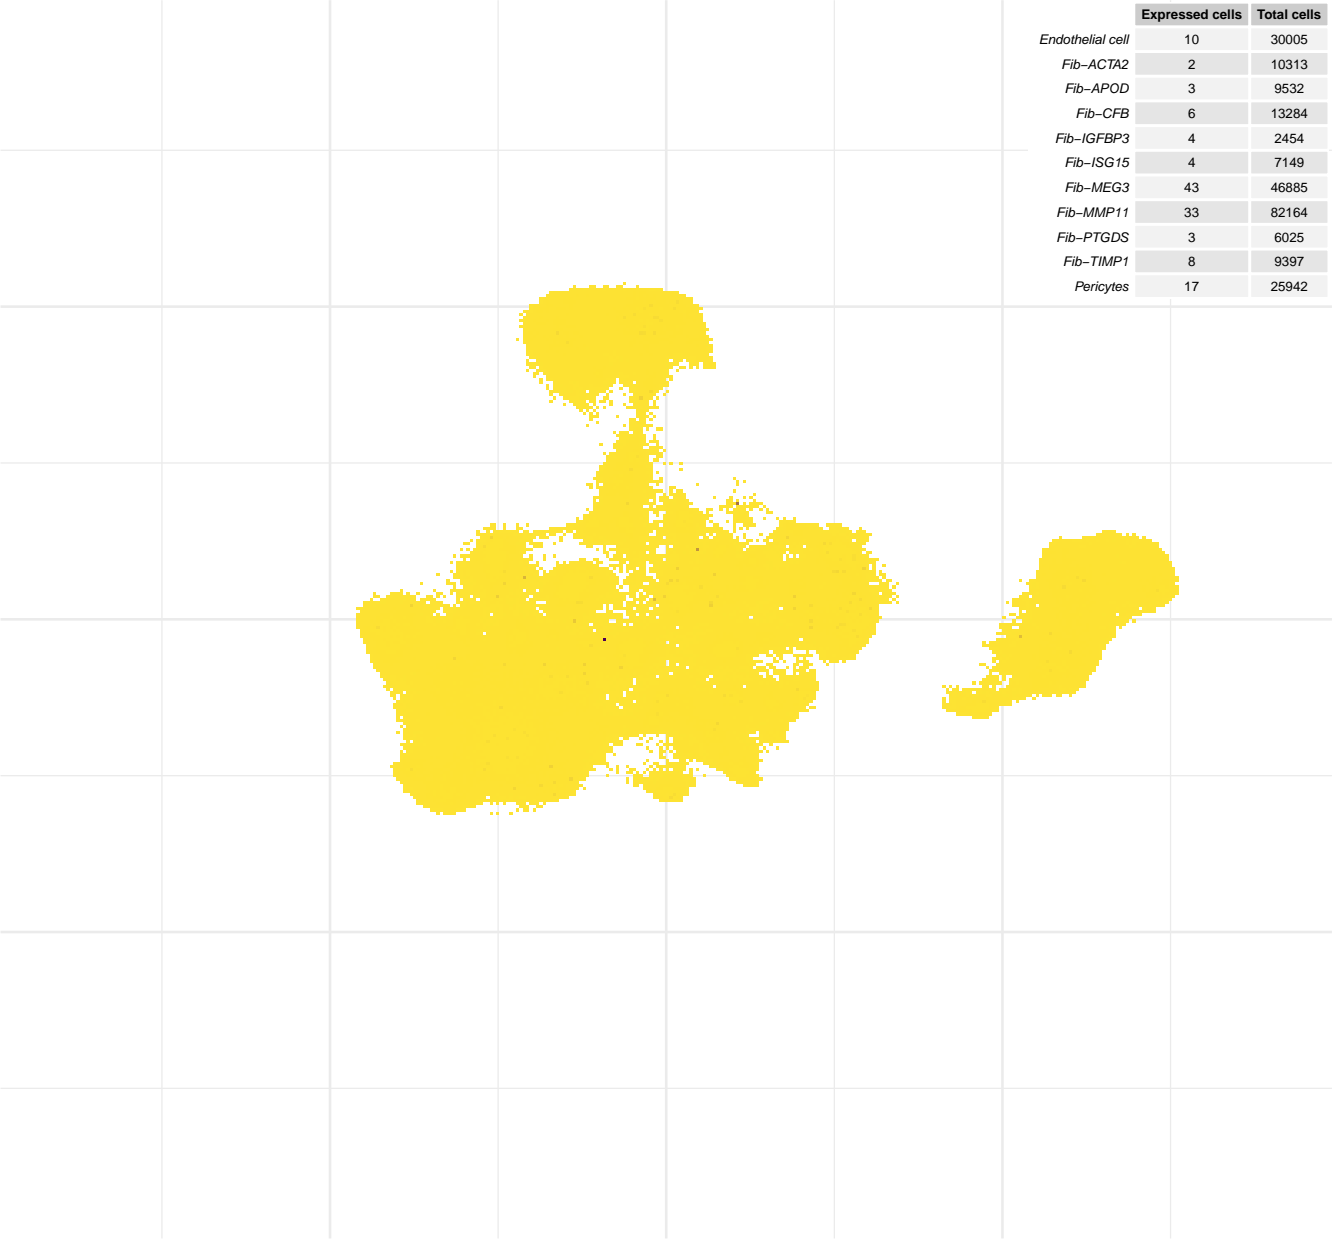 Expressed cells Total cells
Endothelial cell 10 30005
Fib−ACTA2 2 10313
Fib−APOD 3 9532
Fib−CFB 6 13284
Fib−IGFBP3 4 2454
Fib−ISG15 4 7149
Fib−MEG3 43 46885
Fib−MMP11 33 82164
Fib−PTGDS 3 6025
Fib−TIMP1 8 9397
Pericytes 17 25942